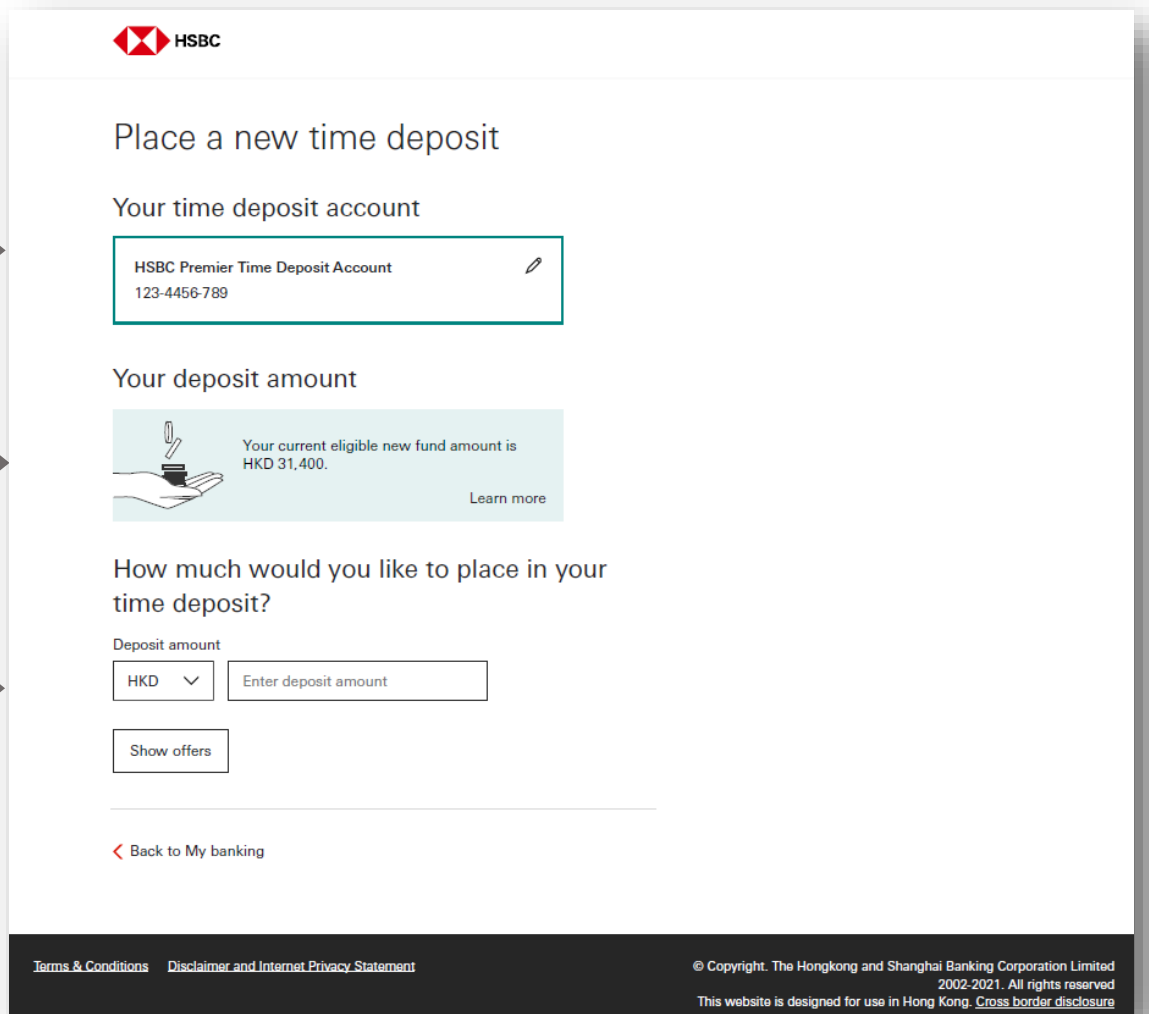 HSBC
Place a new time deposit
Your time deposit account
HSBC Premier Time Deposit Account
123-4456-789
Your deposit amount
Your current eligible new fund amount is
HKD 31,400.
Learn more
How much would you like to place in your
time deposit?
Deposit amount
HKD
Enter deposit amount
Show offers
Back to My banking
Terms & Conditions Disclaimer and Internet Privacy Statement
© Copyright. The Hongkong and Shanghai Banking Corporation Limited
2002-2021. All rights reserved
This website is designed for use in Hong Kong. Cross border disclosure